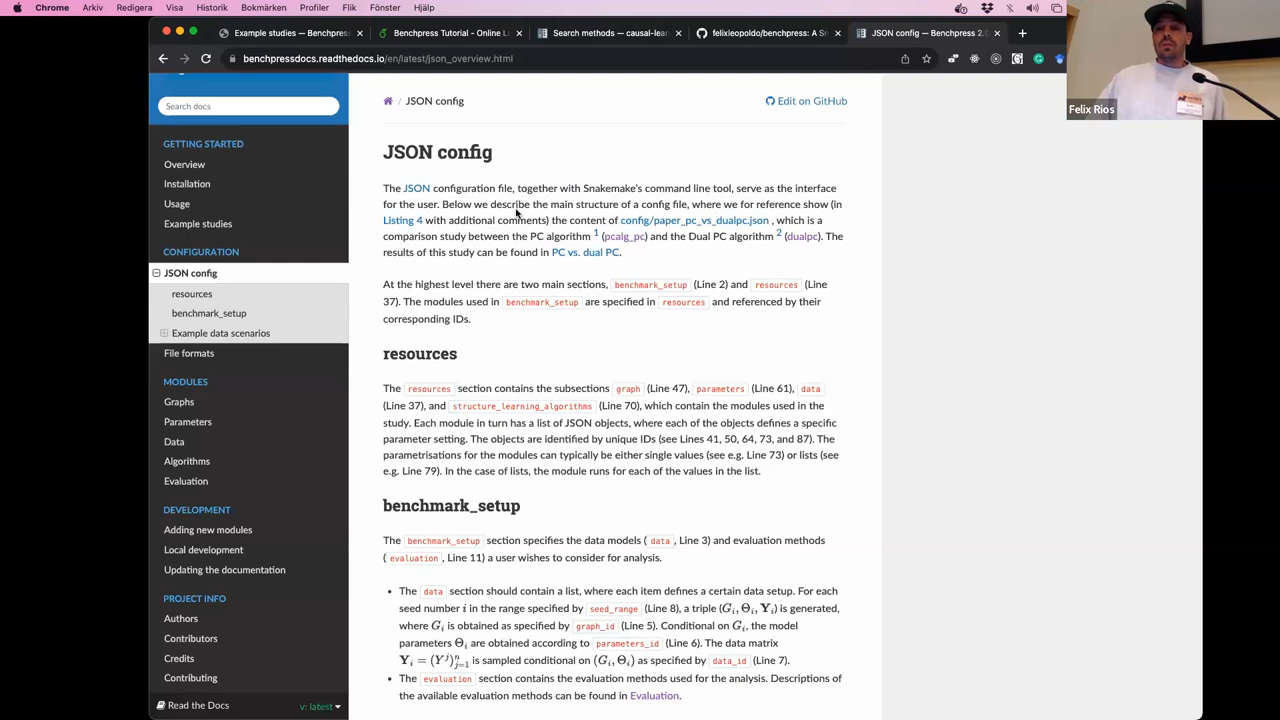 Chrome Arkiv Redigera Visa Historik Bokmärken Profiler Flik Fönster Hjälp
Example studies — Benchpress
Benchpress Tutorial - Online L
Search methods — causal-lear
felixleopoldo/benchpress: A Sn
JSON config — Benchpress 2.0
benchpressdocs.readthedocs.io/en/latest/json_overview.html
Felix Rios
Search docs
GETTING STARTED
Overview
Installation
Usage
Example studies
CONFIGURATION
JSON config
resources
benchmark_setup
Example data scenarios
File formats
MODULES
Graphs
Parameters
Data
Algorithms
Evaluation
DEVELOPMENT
Adding new modules
Local development
Updating the documentation
PROJECT INFO
Authors
Contributors
Credits
Contributing
Read the Docs v: latest
/ JSON config Edit on GitHub
JSON config
The JSON configuration file, together with Snakemake's command line tool, serve as the interface
for the user. Below we describe the main structure of a config file, where we for reference show (in
Listing 4 with additional comments) the content of config/paper_pc_vs_dualpc.json , which is a
comparison study between the PC algorithm 1 (pcalg_pc) and the Dual PC algorithm 2 (dualpc). The
results of this study can be found in PC vs. dual PC.
At the highest level there are two main sections, benchmark_setup (Line 2) and resources (Line
37). The modules used in benchmark_setup are specified in resources and referenced by their
corresponding IDs.
resources
The resources section contains the subsections graph (Line 47), parameters (Line 61), data
(Line 37), and structure_learning_algorithms (Line 70), which contain the modules used in the
study. Each module in turn has a list of JSON objects, where each of the objects defines a specific
parameter setting. The objects are identified by unique IDs (see Lines 41, 50, 64, 73, and 87). The
parametrisations for the modules can typically be either single values (see e.g. Line 73) or lists (see
e.g. Line 79). In the case of lists, the module runs for each of the values in the list.
benchmark_setup
The benchmark_setup section specifies the data models ( data , Line 3) and evaluation methods
( evaluation , Line 11) a user wishes to consider for analysis.
• The data section should contain a list, where each item defines a certain data setup. For each
seed number i in the range specified by seed_range (Line 8), a triple (Gᵢ, Θᵢ, Yᵢ) is generated,
where Gᵢ is obtained as specified by graph_id (Line 5). Conditional on Gᵢ, the model
parameters Θᵢ are obtained according to parameters_id (Line 6). The data matrix
Yᵢ = (Yʲ)ⁿⱼ₌₁ is sampled conditional on (Gᵢ, Θᵢ) as specified by data_id (Line 7).
• The evaluation section contains the evaluation methods used for the analysis. Descriptions of
the available evaluation methods can be found in Evaluation.